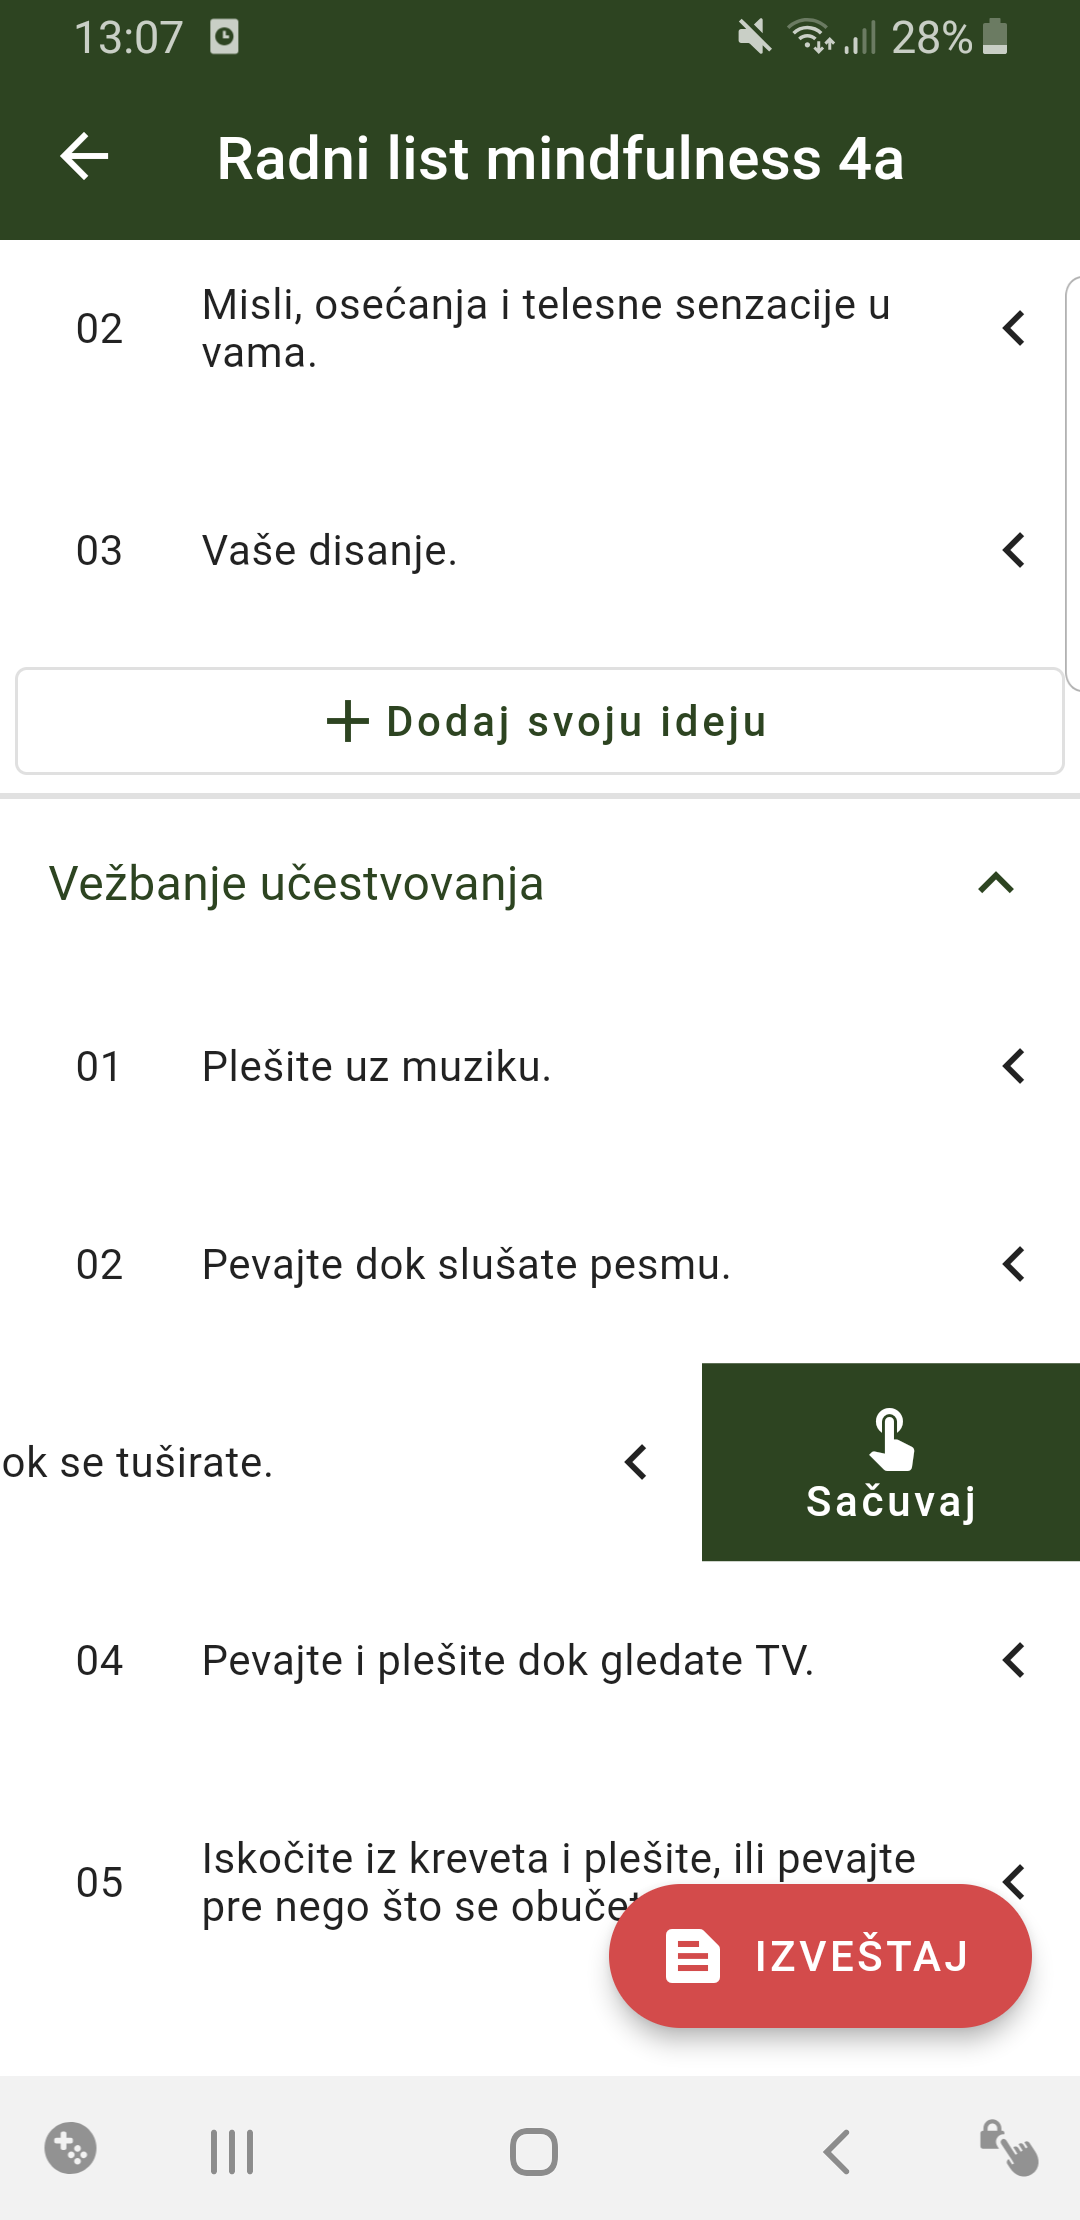 13:07
28%
Radni list mindfulness 4a
02
Misli, osećanja i telesne senzacije u
vama.
03
Vaše disanje.
Dodaj svoju ideju
Vežbanje učestvovanja
01
Plešite uz muziku.
02
Pevajte dok slušate pesmu.
ok se tuširate.
Sačuvaj
04
Pevajte i plešite dok gledate TV.
05
Iskočite iz kreveta i plešite, ili pevajte
pre nego što se
IZVEŠTAJ